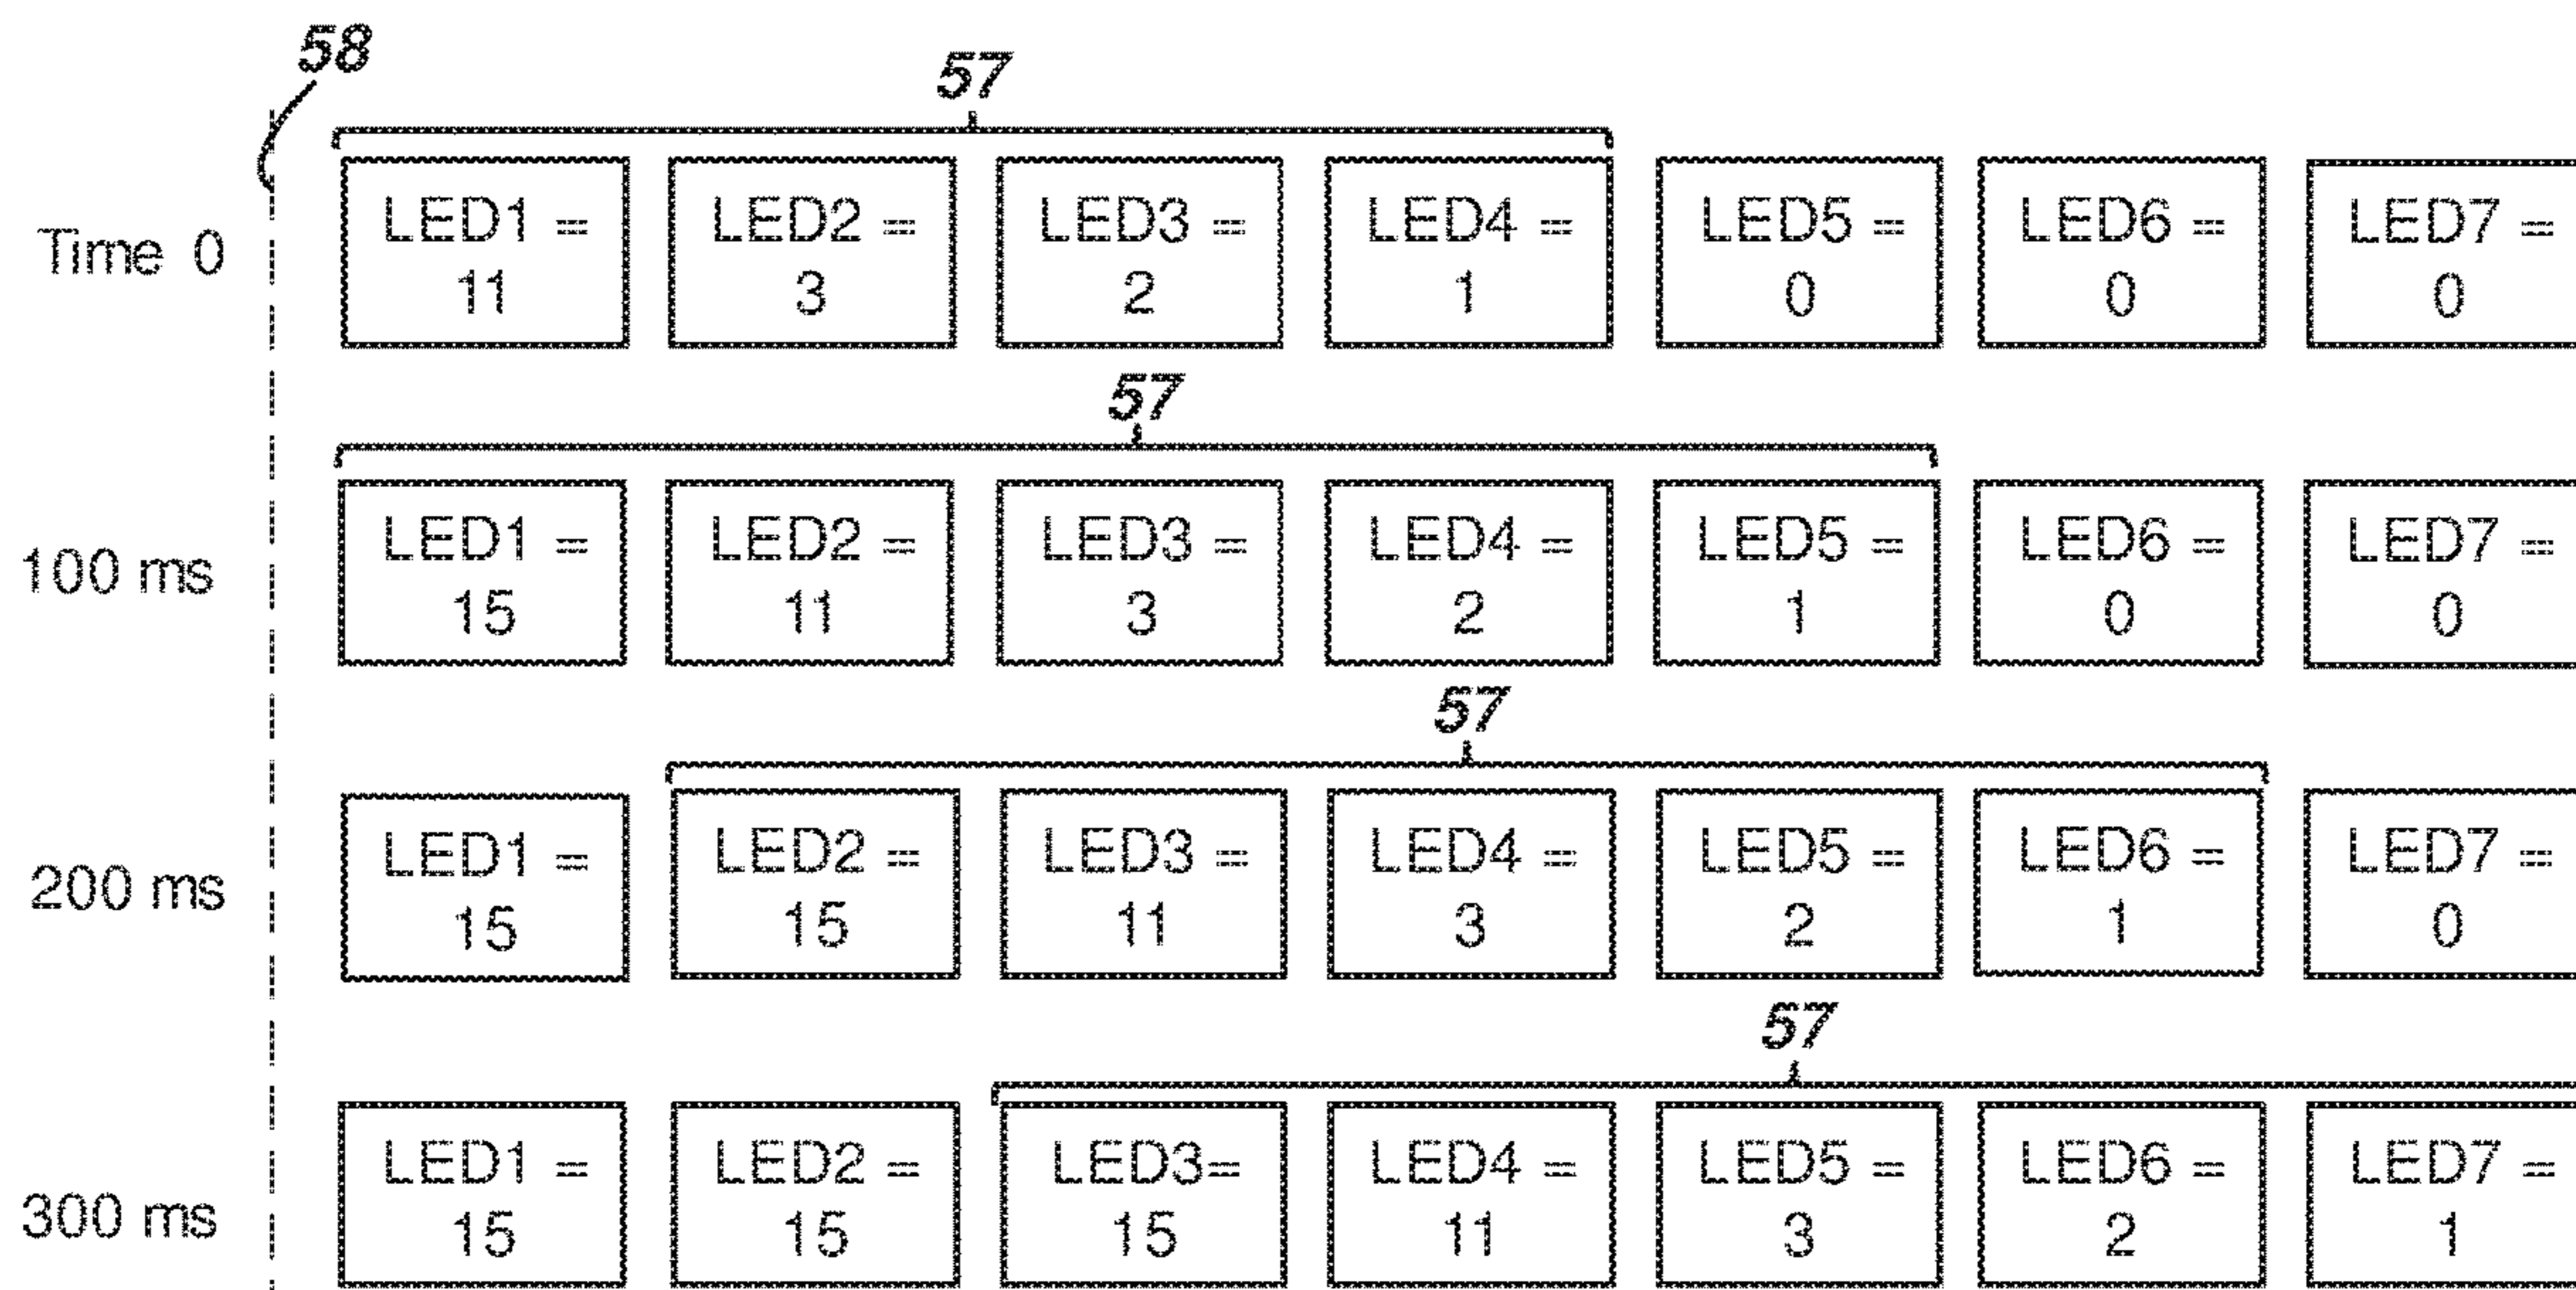 58
57
Time 0
LED1 = LED2 = LED3 = LED4 = LED5 = LED6 = LED7 =
11 3 2 1 0 0 0
57
100 ms
LED1 = LED2 = LED3 = LED4 = LED5 = LED6 = LED7 =
15 11 3 2 1 0 0
57
200 ms
LED1 = LED2 = LED3 = LED4 = LED5 = LED6 = LED7 =
15 15 11 3 2 1 0
57
300 ms
LED1 = LED2 = LED3= LED4 = LED5 = LED6 = LED7 =
15 15 15 11 3 2 1